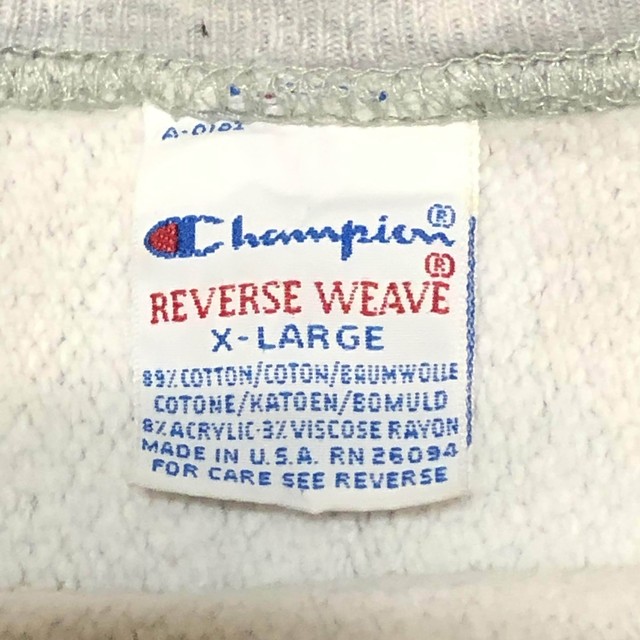 Champion®
REVERSE WEAVE®
X-LARGE
89% COTTON/COTON/BAUMWOLLE
COTONE/KATOEN/BOMULD
8% ACRYLIC-3% VISCOSE RAYON
MADE IN U.S.A. RN 26094
FOR CARE SEE REVERSE